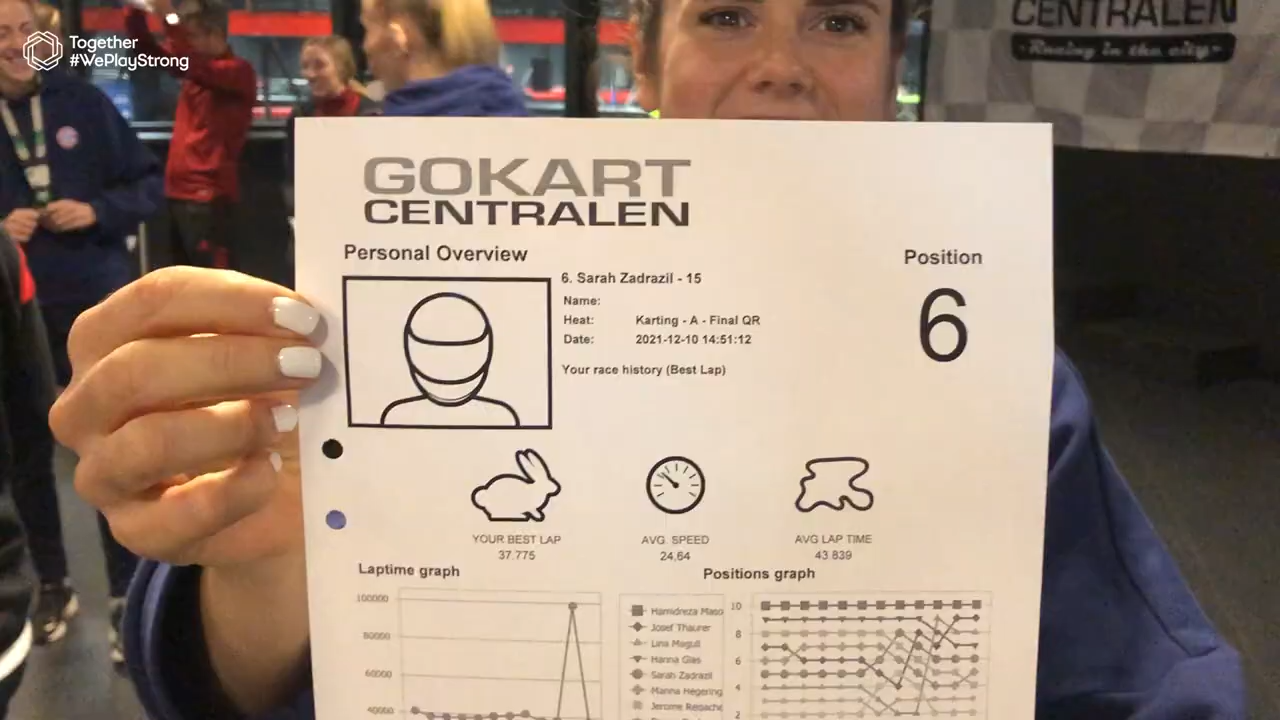 Together
#WePlayStrong
CENTRALEN
- Racing in the city -
GOKART
CENTRALEN
Personal Overview
Position
6. Sarah Zadrazil - 15
6
Name:
Heat: Karting - A - Final QR
Date: 2021-12-10 14:51:12
Your race history (Best Lap)
YOUR BEST LAP
37.775
AVG. SPEED
24,64
AVG LAP TIME
43.839
Laptime graph
Positions graph
100000
80000
60000
40000
Hamidreza Maso
Josef Thaurer
Lina Magull
Hanna Glas
Sarah Zadrazil
Marina Hegering
10
8
6
4
2